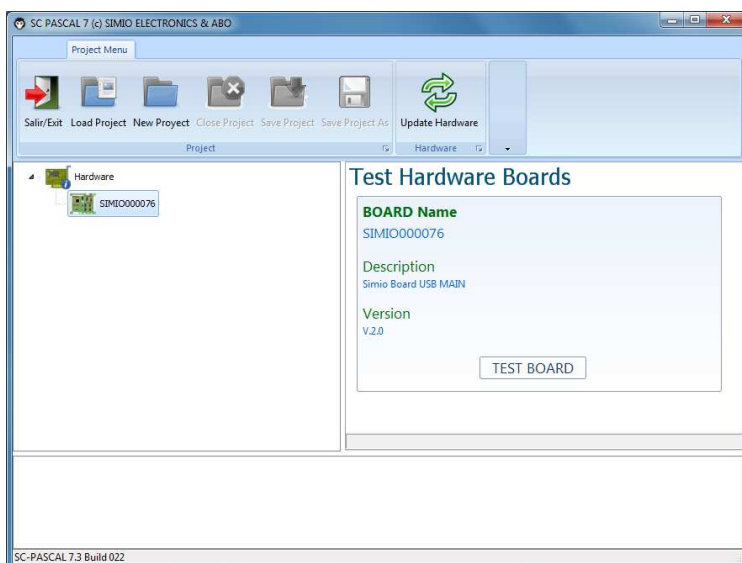 SC PASCAL 7 (c) SIMIO ELECTRONICS & ABO
Project Menu
Salir/Exit Load Project New Proyect Close Project Save Project Save Project As Update Hardware
Project Hardware
Hardware
SIMIO000076
Test Hardware Boards
BOARD Name
SIMIO000076
Description
Simio Board USB MAIN
Version
V.2.0
TEST BOARD
SC-PASCAL 7.3 Build 022